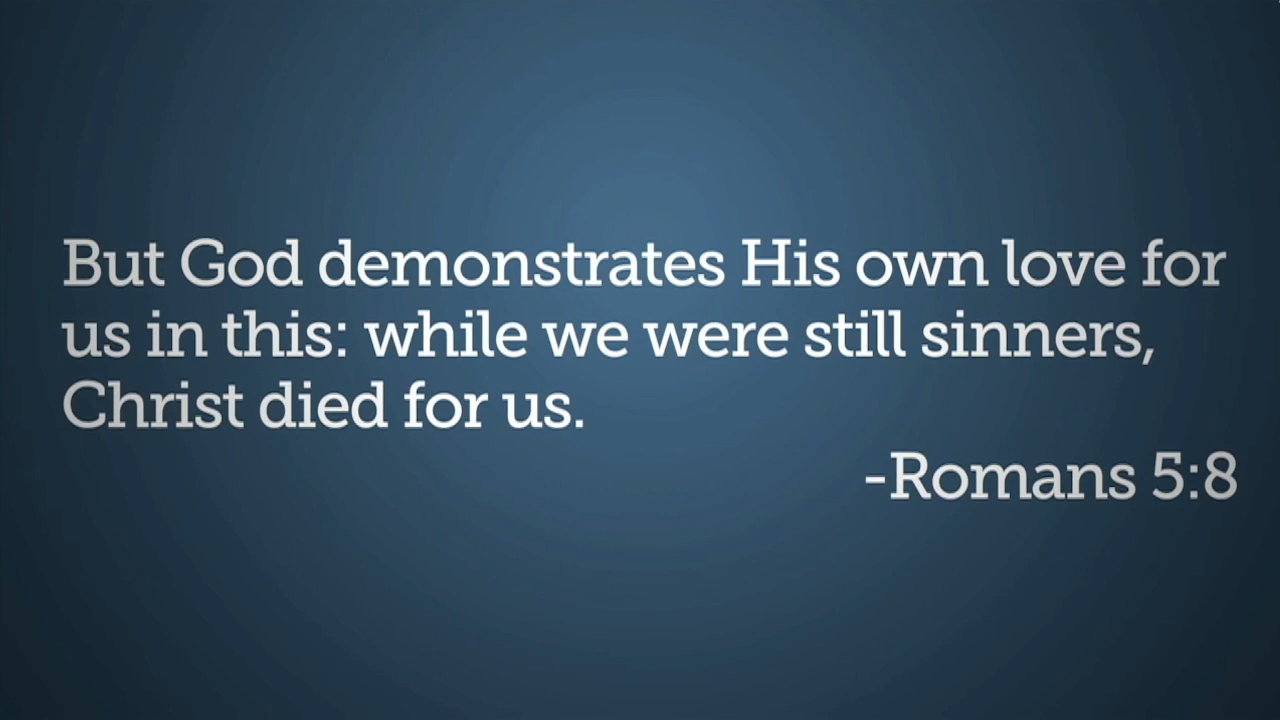 But God demonstrates His own love for
us in this: while we were still sinners,
Christ died for us.
-Romans 5:8